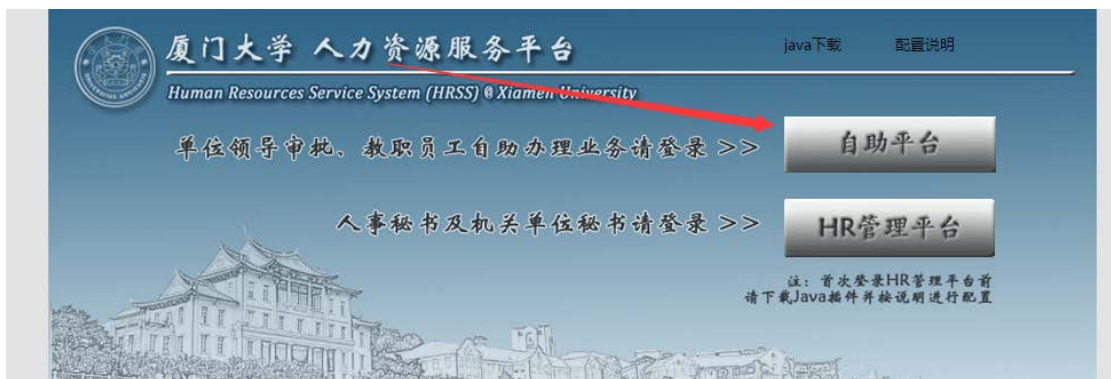 厦门大学 人力资源服务平台
java下载 配置说明
Human Resources Service System (HRSS) @ Xiamen University
单位领导审批、教职员工自助办理业务请登录 >>
自助平台
人事秘书及机关单位秘书请登录 >>
HR管理平台
注：首次登录HR管理平台前
请下载Java插件并按说明进行配置